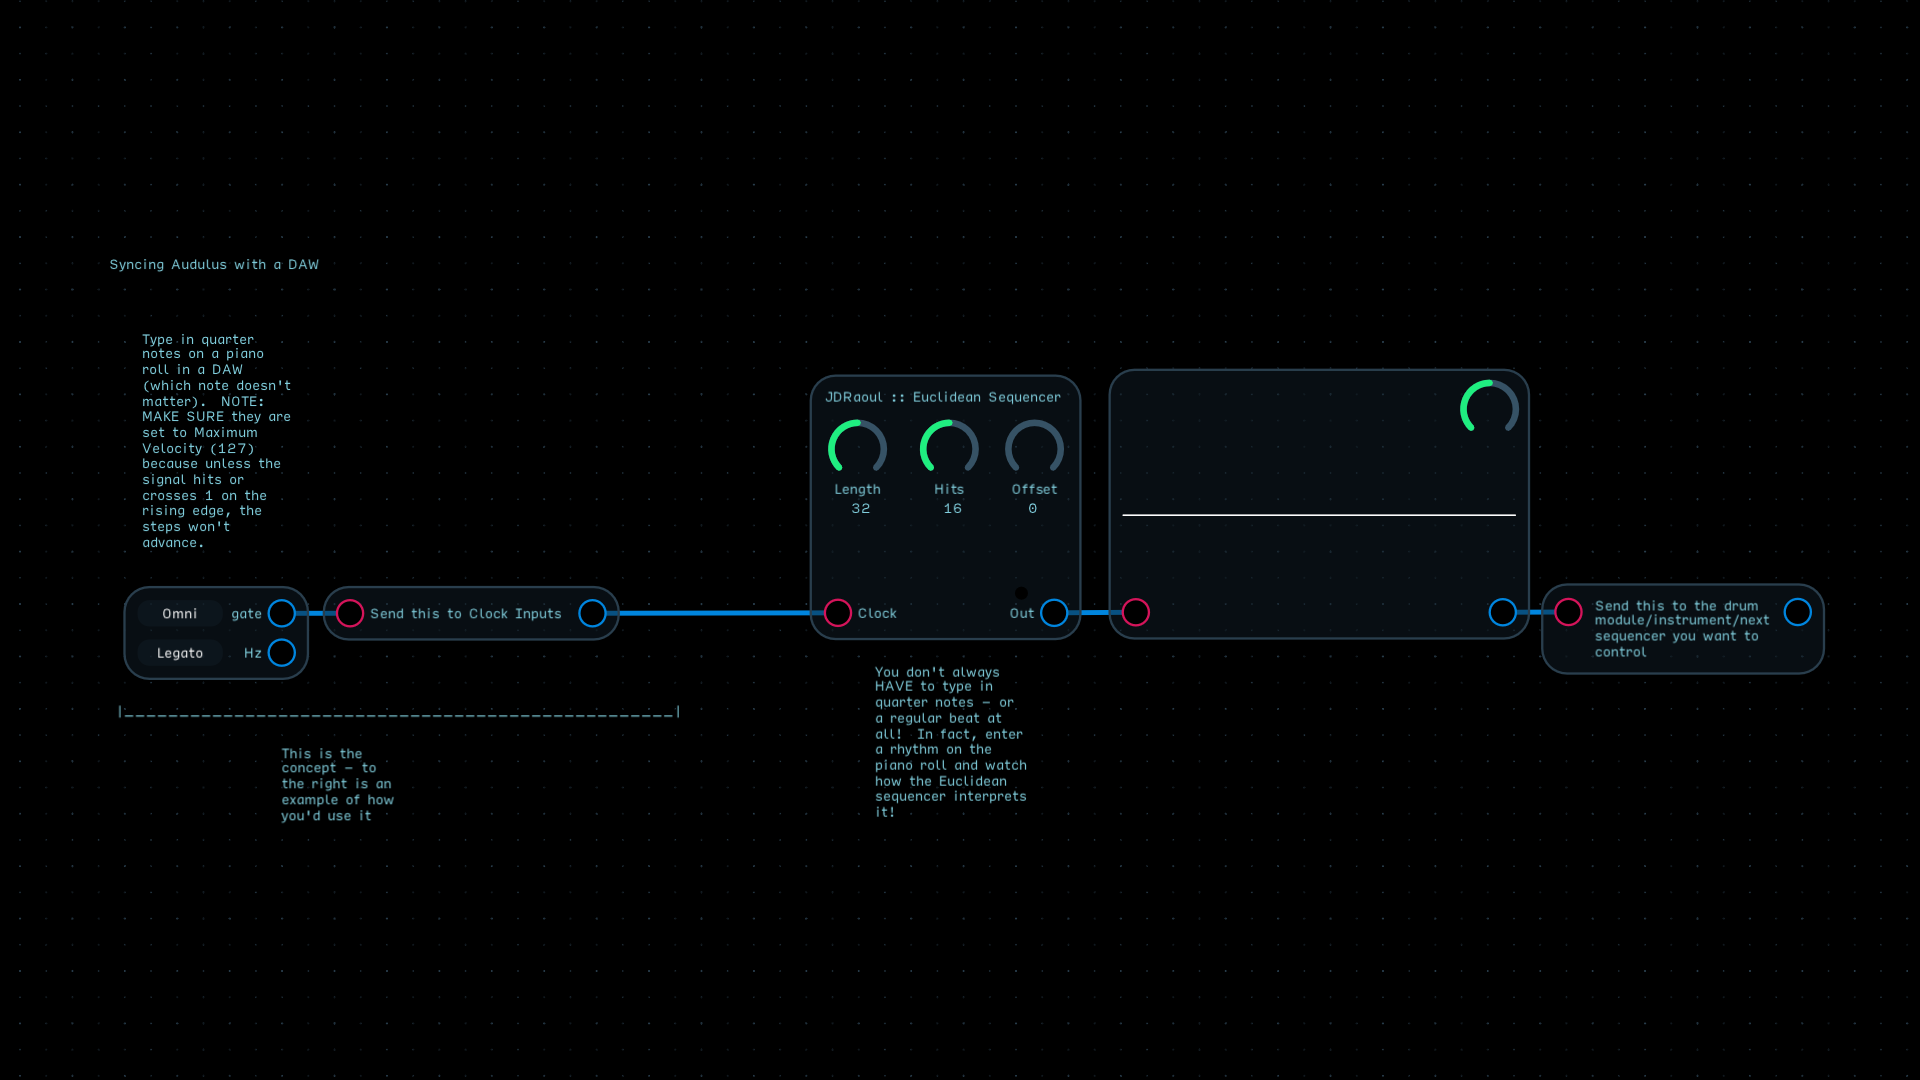 Syncing Audulus with a DAW
Type in quarter
notes on a piano
roll in a DAW
(which note doesn't
matter).  NOTE:
MAKE SURE they are
set to Maximum
Velocity (127)
because unless the
signal hits or
crosses 1 on the
rising edge, the
steps won't
advance.
Omni gate
Legato Hz
Send this to Clock Inputs
|___________________________________________________|
This is the
concept – to
the right is an
example of how
you'd use it
JDRaoul :: Euclidean Sequencer
Length Hits Offset
32 16 0
Clock Out
You don't always
HAVE to type in
quarter notes – or
a regular beat at
all!  In fact, enter
a rhythm on the
piano roll and watch
how the Euclidean
sequencer interprets
it!
Send this to the drum
module/instrument/next
sequencer you want to
control